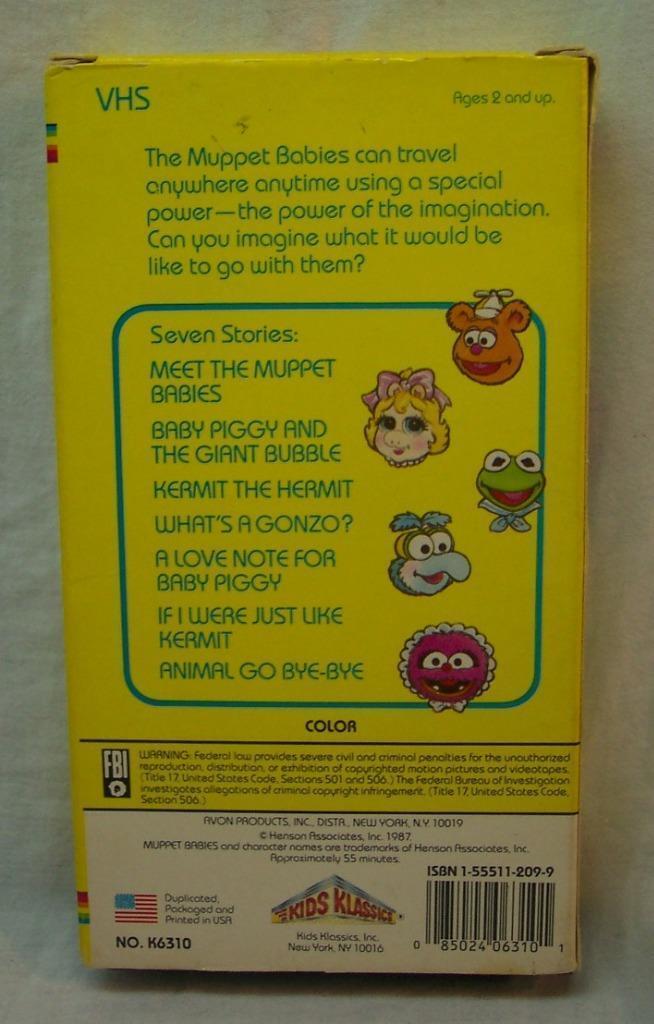 VHS
Ages 2 and up.
The Muppet Babies can travel
anywhere anytime using a special
power—the power of the imagination.
Can you imagine what it would be
like to go with them?
Seven Stories:
MEET THE MUPPET
BABIES
BABY PIGGY AND
THE GIANT BUBBLE
KERMIT THE HERMIT
WHAT'S A GONZO?
A LOVE NOTE FOR
BABY PIGGY
IF I WERE JUST LIKE
KERMIT
ANIMAL GO BYE-BYE
COLOR
FBI
WARNING: Federal law provides severe civil and criminal penalties for the unauthorized
reproduction, distribution, or exhibition of copyrighted motion pictures and videotapes.
(Title 17, United States Code, Sections 501 and 506.) The Federal Bureau of Investigation
investigates allegations of criminal copyright infringement. (Title 17, United States Code,
Section 506.)
AVON PRODUCTS, INC., DISTR., NEW YORK, N.Y. 10019
© Henson Associates, Inc. 1987.
MUPPET BABIES and character names are trademarks of Henson Associates, Inc.
Approximately 55 minutes.
ISBN 1-55511-209-9
Duplicated,
Packaged and
Printed in USA
NO. K6310
KIDS KLASSICS
Kids Klassics, Inc.
New York, NY 10016
0 85024 06310 1